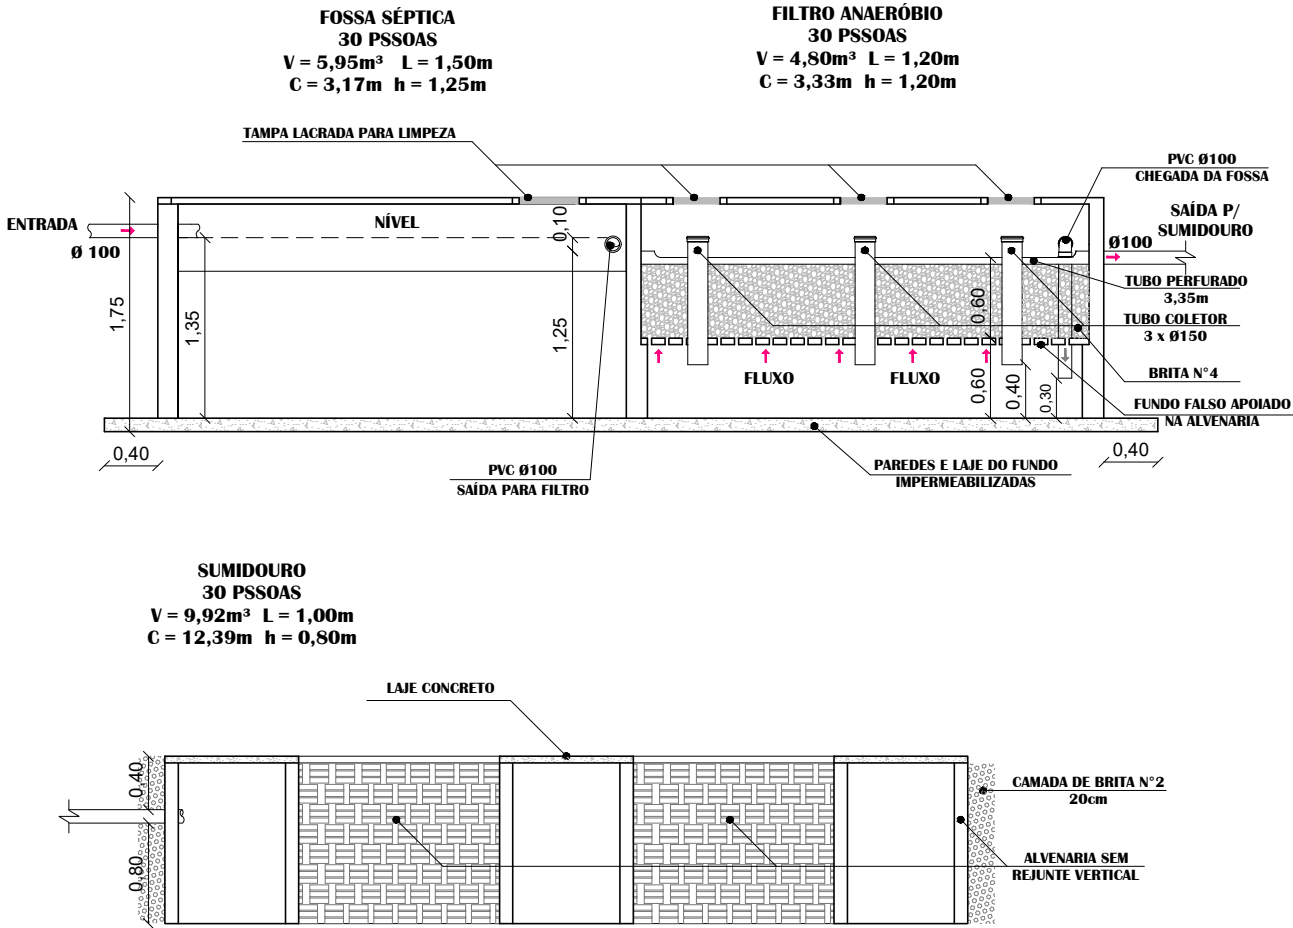 FOSSA SÉPTICA
30 PSSOAS
V = 5,95m³ L = 1,50m
C = 3,17m h = 1,25m
FILTRO ANAERÓBIO
30 PSSOAS
V = 4,80m³ L = 1,20m
C = 3,33m h = 1,20m
TAMPA LACRADA PARA LIMPEZA
PVC Ø100
CHEGADA DA FOSSA
ENTRADA
Ø 100
NÍVEL
0,10
SAÍDA P/
SUMIDOURO
Ø100
TUBO PERFURADO
3,35m
TUBO COLETOR
3 x Ø150
BRITA N°4
FUNDO FALSO APOIADO
NA ALVENARIA
1,75
1,35
1,25
0,60
0,60
0,40
0,30
FLUXO
FLUXO
0,40
0,40
PVC Ø100
SAÍDA PARA FILTRO
PAREDES E LAJE DO FUNDO
IMPERMEABILIZADAS
SUMIDOURO
30 PSSOAS
V = 9,92m³ L = 1,00m
C = 12,39m h = 0,80m
LAJE CONCRETO
0,40
0,80
CAMADA DE BRITA N°2
20cm
ALVENARIA SEM
REJUNTE VERTICAL